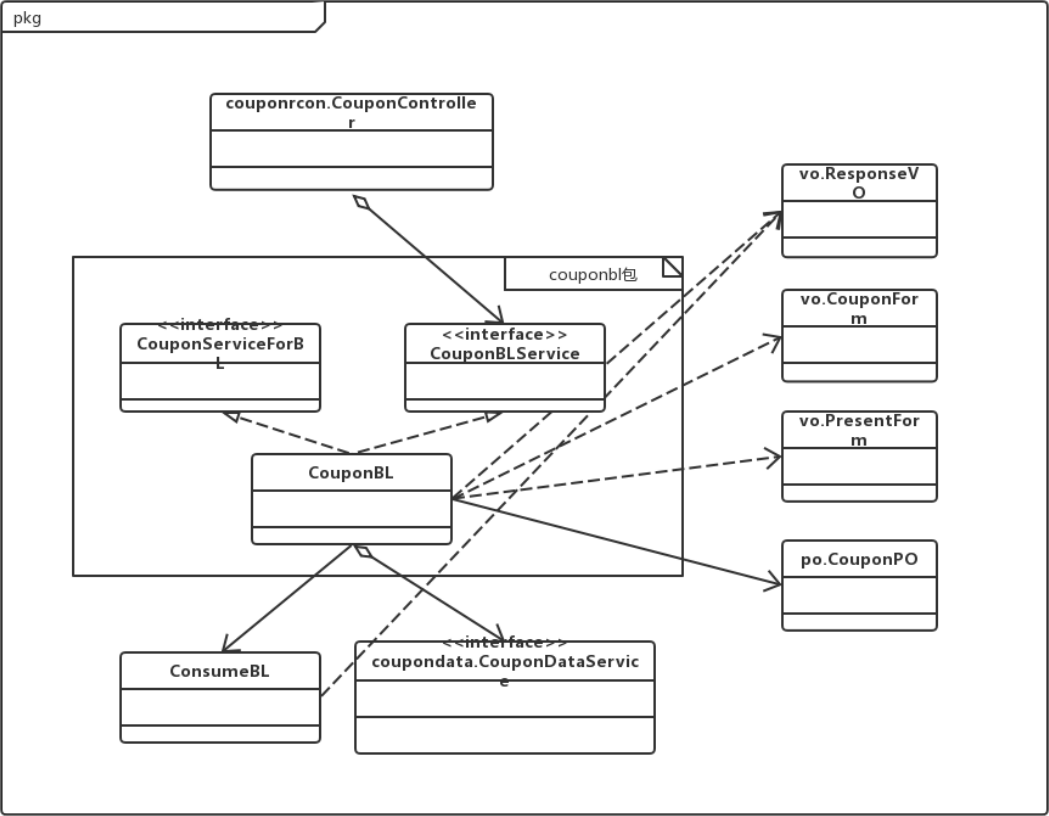 pkg
couponrcon.CouponControlle
r
vo.ResponseV
O
couponbl包
vo.CouponFor
m
<<interface>>
CouponServiceForB
L
<<interface>>
CouponBLService
vo.PresentFor
m
CouponBL
po.CouponPO
ConsumeBL
<<interface>>
coupondata.CouponDataServic
e